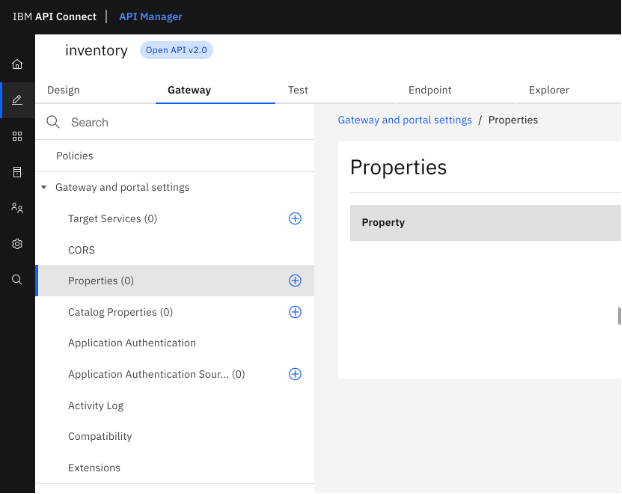 IBM API Connect | API Manager
inventory Open API v2.0
Design Gateway Test Endpoint Explorer
Search
Gateway and portal settings / Properties
Policies
Properties
Gateway and portal settings
Target Services (0)
Property
CORS
Properties (0)
Catalog Properties (0)
Application Authentication
Application Authentication Sour... (0)
Activity Log
Compatibility
Extensions